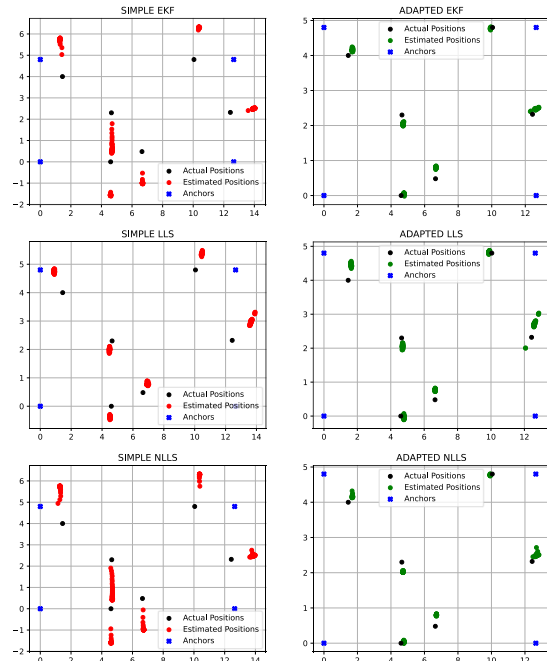 SIMPLE EKF
6
5
4
3
2
1
0
−1
−2
0 2 4 6 8 10 12 14
Actual Positions
Estimated Positions
Anchors
ADAPTED EKF
5
4
3
2
1
0
0 2 4 6 8 10 12
Actual Positions
Estimated Positions
Anchors
SIMPLE LLS
5
4
3
2
1
0
0 2 4 6 8 10 12 14
Actual Positions
Estimated Positions
Anchors
ADAPTED LLS
5
4
3
2
1
0
0 2 4 6 8 10 12
Actual Positions
Estimated Positions
Anchors
SIMPLE NLLS
6
5
4
3
2
1
0
−1
−2
0 2 4 6 8 10 12 14
Actual Positions
Estimated Positions
Anchors
ADAPTED NLLS
5
4
3
2
1
0
0 2 4 6 8 10 12
Actual Positions
Estimated Positions
Anchors